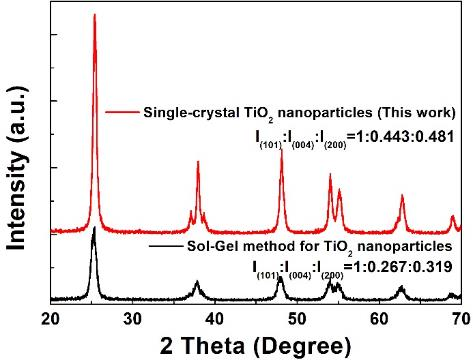 Intensity (a.u.)
Single-crystal TiO2 nanoparticles (This work)
I(101):I(004):I(200)=1:0.443:0.481
Sol-Gel method for TiO2 nanoparticles
I(101):I(004):I(200)=1:0.267:0.319
20 30 40 50 60 70
2 Theta (Degree)